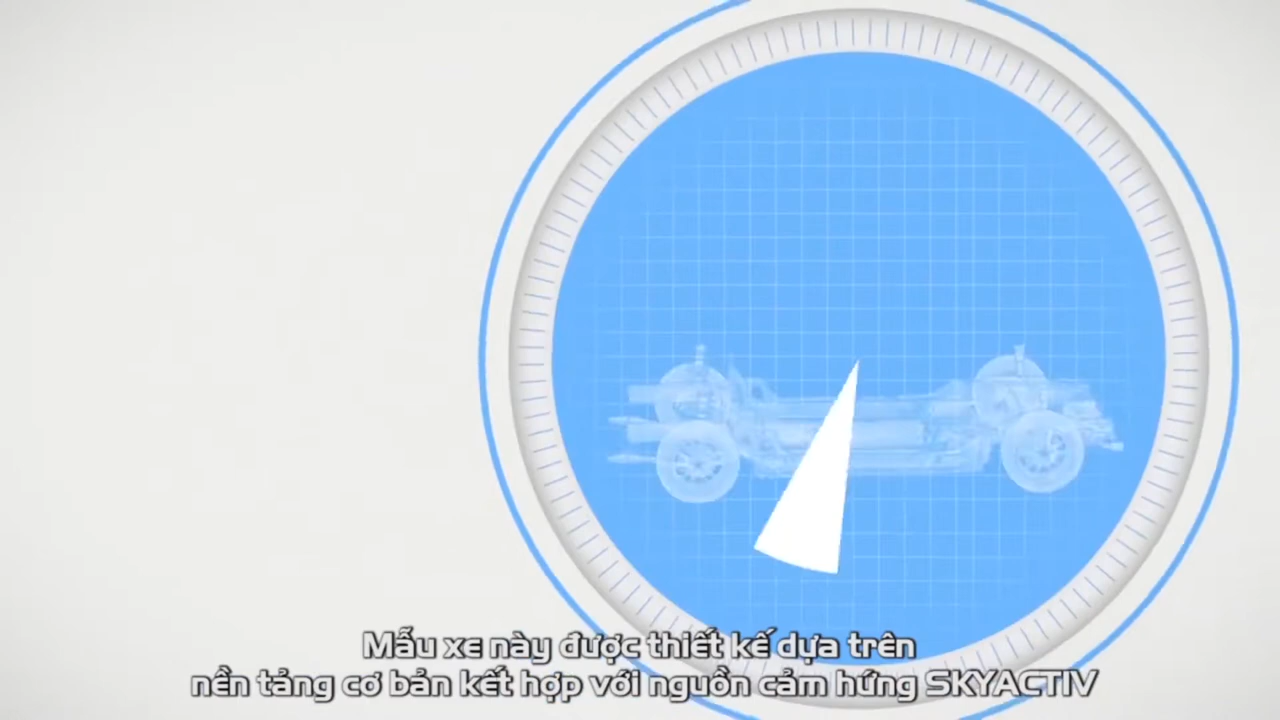 Mẫu xe này được thiết kế dựa trên
nền tảng cơ bản kết hợp với nguồn cảm hứng SKYACTIV